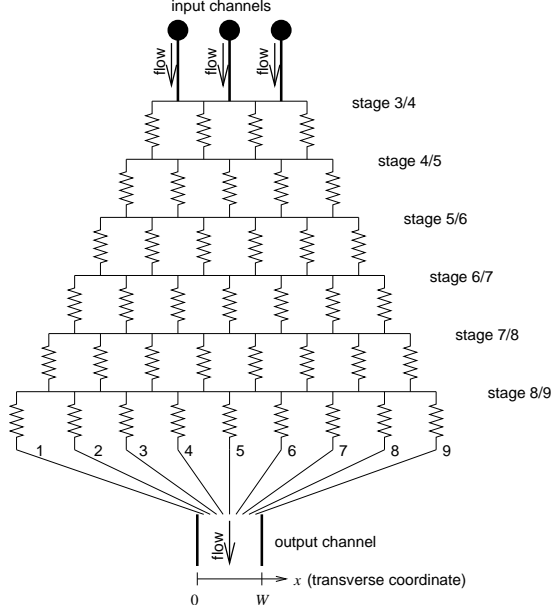 input channels
flow
flow
flow
stage 3/4
stage 4/5
stage 5/6
stage 6/7
stage 7/8
stage 8/9
1 2 3 4 5 6 7 8 9
flow
output channel
x (transverse coordinate)
0 W